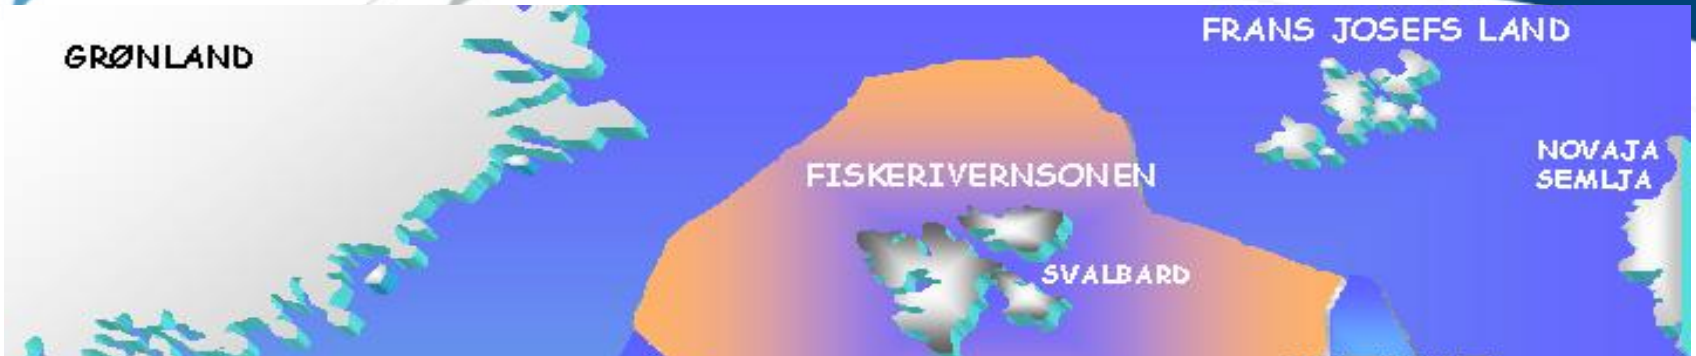 GRØNLAND
FRANS JOSEFS LAND
NOVAJA
SEMLJA
FISKERIVERNSONEN
SVALBARD